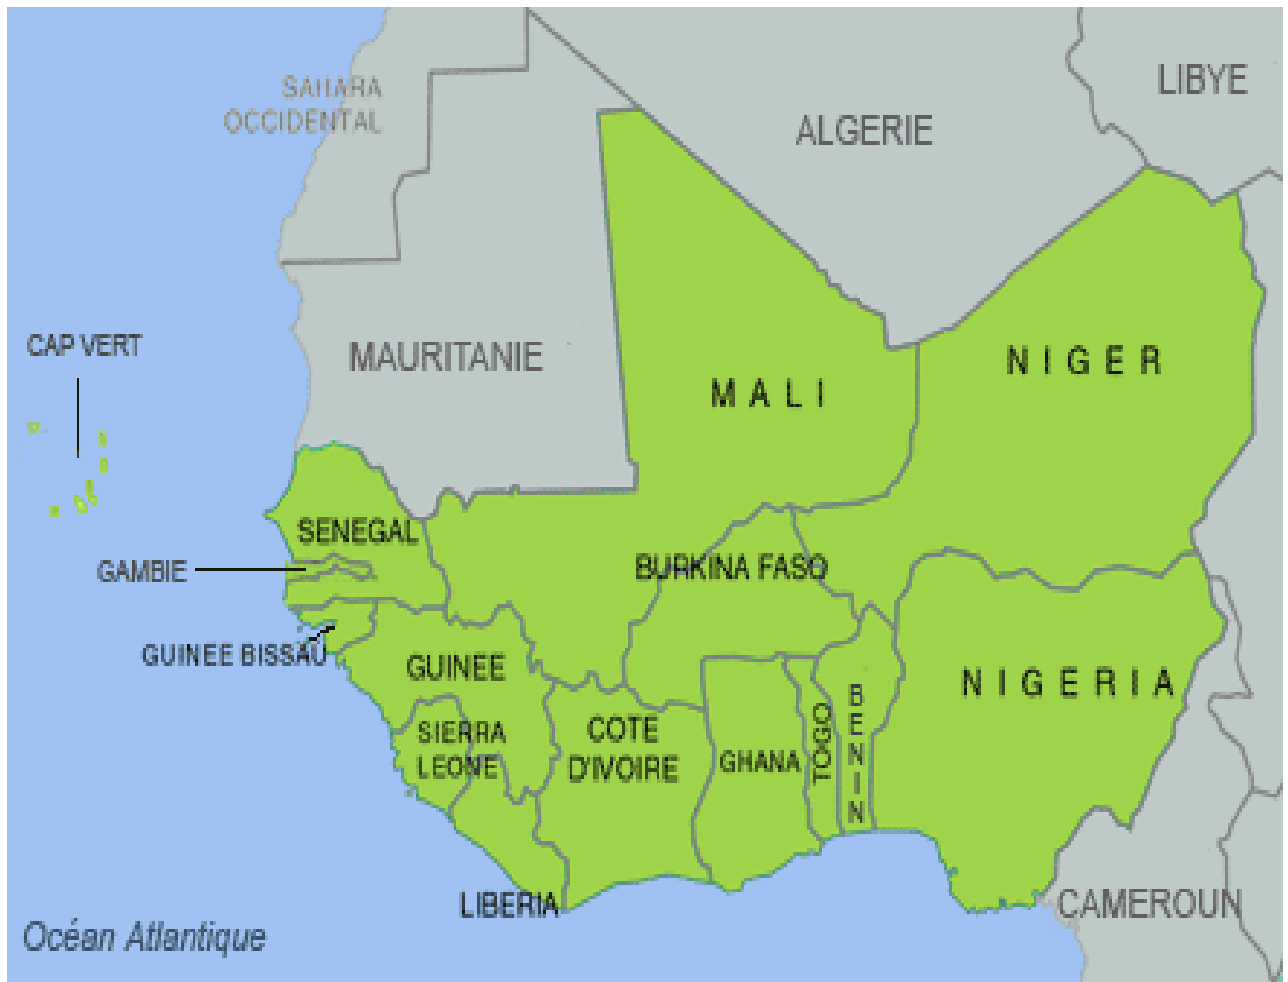 SAHARA
OCCIDENTAL
LIBYE
ALGERIE
CAP VERT
MAURITANIE
MALI
NIGER
SENEGAL
GAMBIE
BURKINA FASO
GUINEE BISSAU
GUINEE
NIGERIA
SIERRA
LEONE
COTE
D'IVOIRE
GHANA
TOGO
BENIN
LIBERIA
CAMEROUN
Océan Atlantique